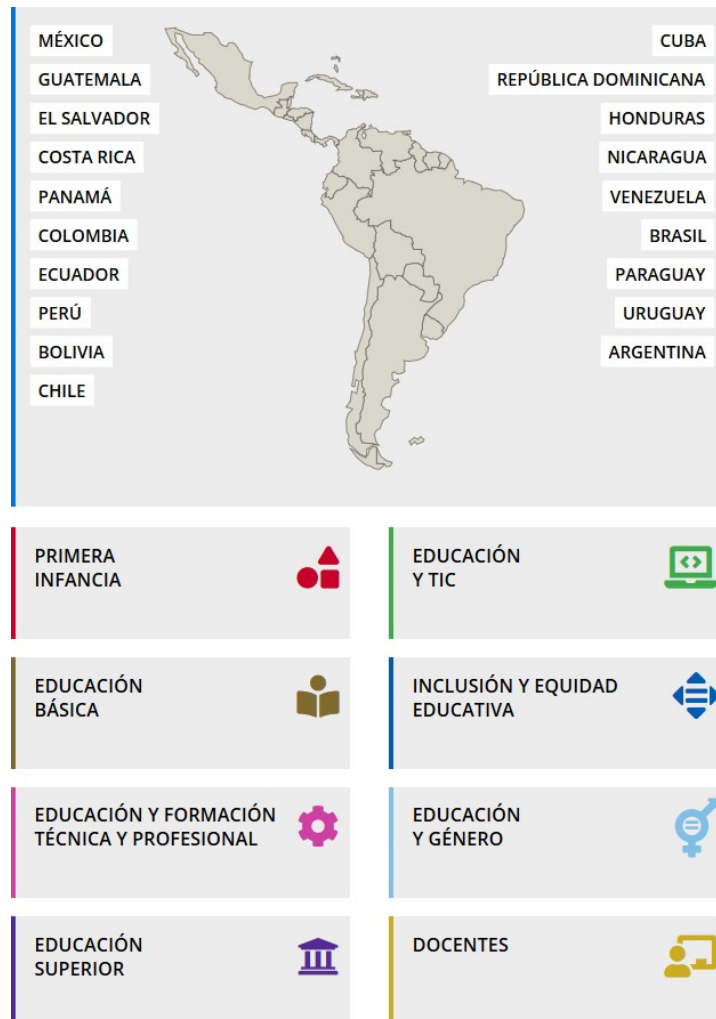 MÉXICO
GUATEMALA
EL SALVADOR
COSTA RICA
PANAMÁ
COLOMBIA
ECUADOR
PERÚ
BOLIVIA
CHILE
CUBA
REPÚBLICA DOMINICANA
HONDURAS
NICARAGUA
VENEZUELA
BRASIL
PARAGUAY
URUGUAY
ARGENTINA
PRIMERA
INFANCIA
EDUCACIÓN
Y TIC
EDUCACIÓN
BÁSICA
INCLUSIÓN Y EQUIDAD
EDUCATIVA
EDUCACIÓN Y FORMACIÓN
TÉCNICA Y PROFESIONAL
EDUCACIÓN
Y GÉNERO
EDUCACIÓN
SUPERIOR
DOCENTES